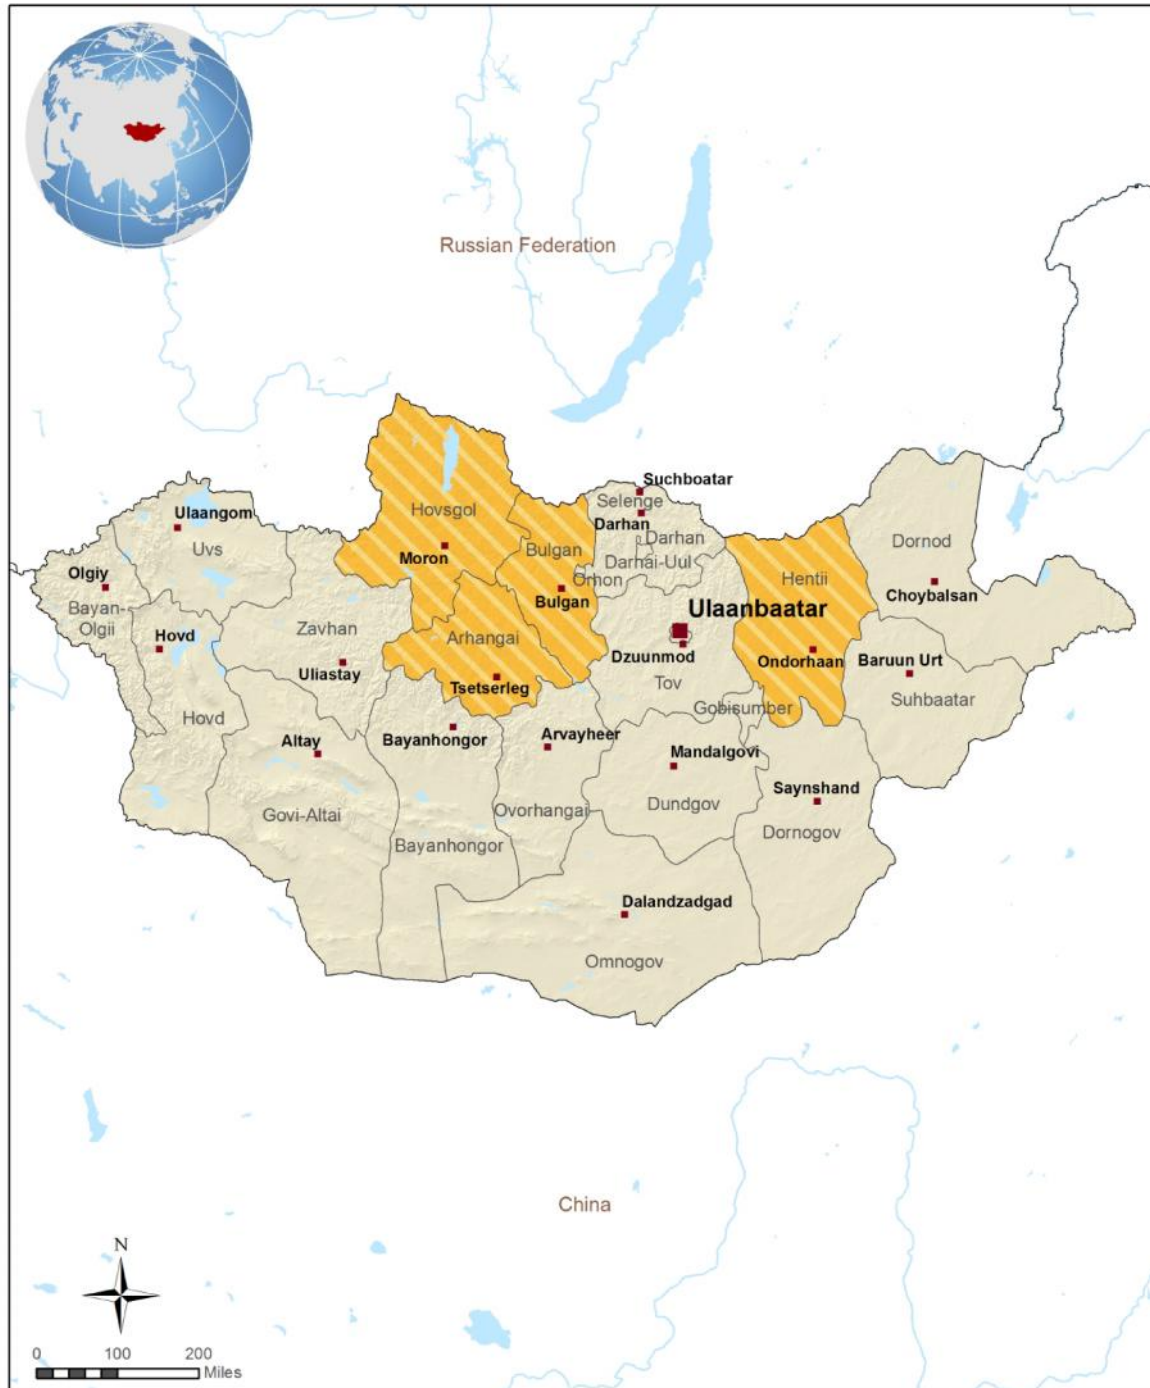 Russian Federation
Suchboatar
Selenge
Hovsgol
Ulaangom
Darhan
Darhan
Uvs
Bulgan
Dornod
Moron
Darhai-Uul
Olgiy
Orhon
Hentii
Bayan-
Olgii
Bulgan
Choybalsan
Ulaanbaatar
Zavhan
Hovd
Arhangai
Dzuunmod
Ondorhaan
Baruun Urt
Uliastay
Tsetserleg
Tov
Suhbaatar
Gobisumber
Hovd
Altay
Bayanhongor
Arvayheer
Mandalgovi
Saynshand
Govi-Altai
Ovorhangai
Dundgov
Dornogov
Bayanhongor
Dalandzadgad
Omnogov
China
N
0 100 200
Miles